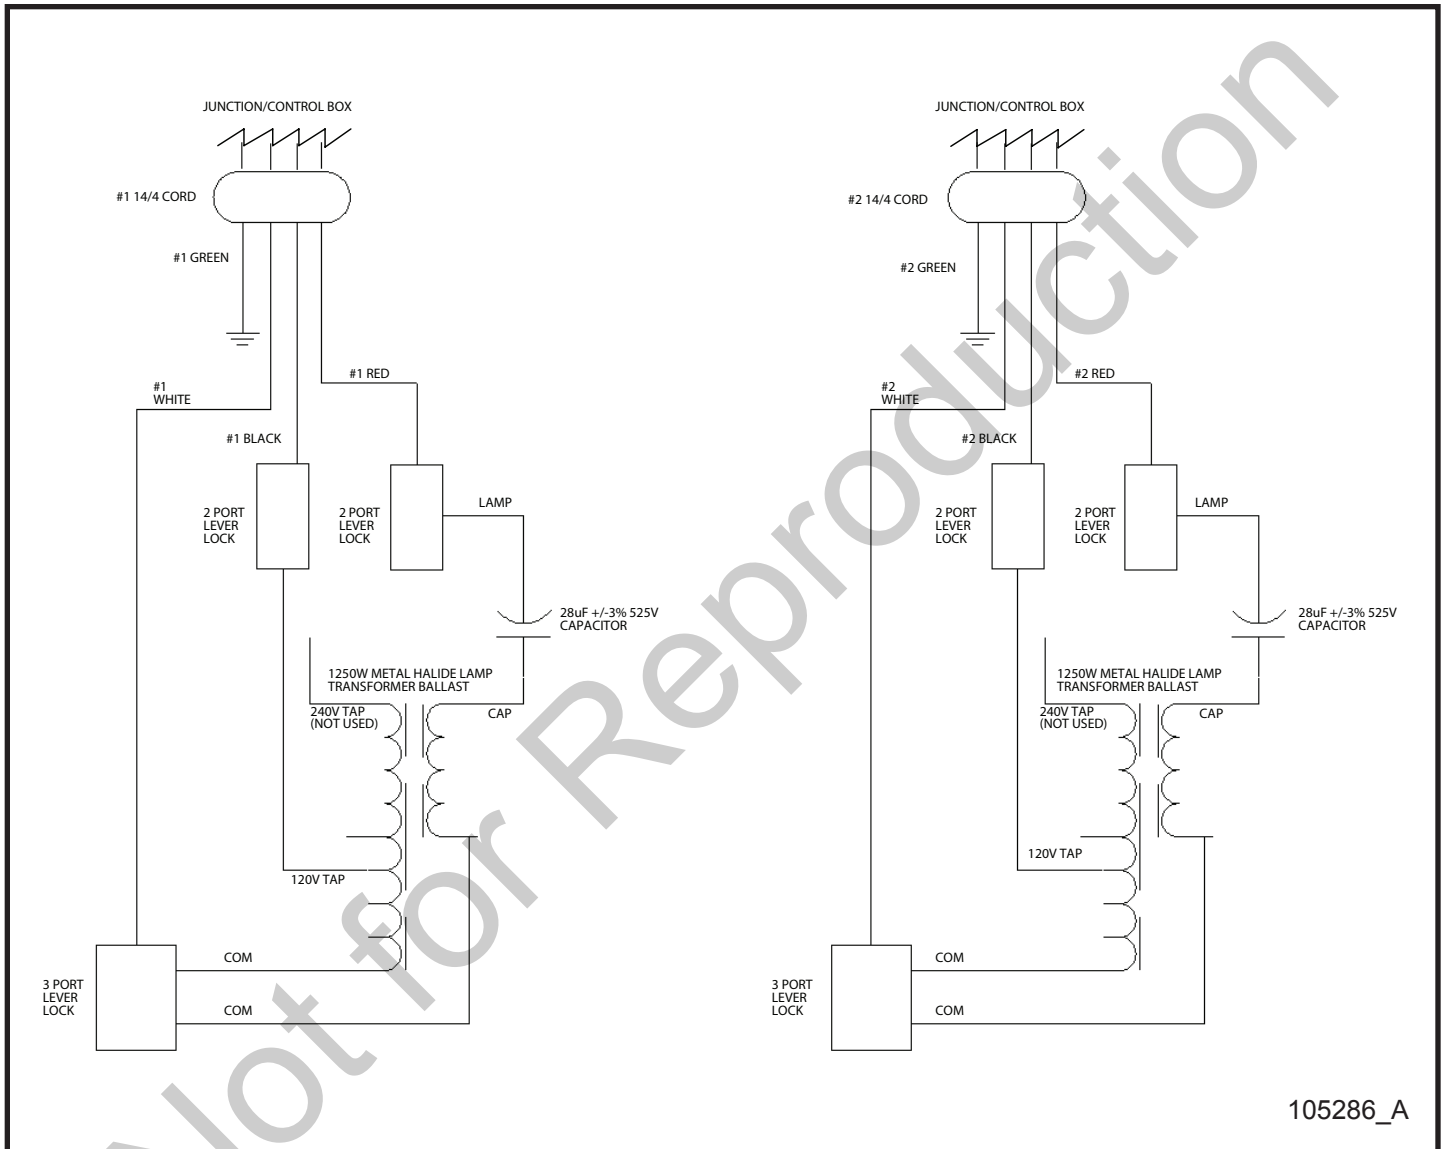 JUNCTION/CONTROL BOX
#1 14/4 CORD
#1 GREEN
#1 RED
#1
WHITE
#1 BLACK
2 PORT
LEVER
LOCK
2 PORT
LEVER
LOCK
LAMP
28uF +/-3% 525V
CAPACITOR
1250W METAL HALIDE LAMP
TRANSFORMER BALLAST
240V TAP
(NOT USED)
CAP
120V TAP
COM
3 PORT
LEVER
LOCK
COM
JUNCTION/CONTROL BOX
#2 14/4 CORD
#2 GREEN
#2 RED
#2
WHITE
#2 BLACK
2 PORT
LEVER
LOCK
2 PORT
LEVER
LOCK
LAMP
28uF +/-3% 525V
CAPACITOR
1250W METAL HALIDE LAMP
TRANSFORMER BALLAST
240V TAP
(NOT USED)
CAP
120V TAP
COM
3 PORT
LEVER
LOCK
COM
105286_A
Not for Reproduction